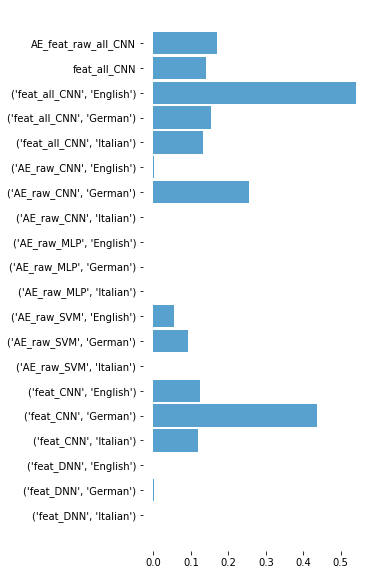 AE_feat_raw_all_CNN
feat_all_CNN
('feat_all_CNN', 'English')
('feat_all_CNN', 'German')
('feat_all_CNN', 'Italian')
('AE_raw_CNN', 'English')
('AE_raw_CNN', 'German')
('AE_raw_CNN', 'Italian')
('AE_raw_MLP', 'English')
('AE_raw_MLP', 'German')
('AE_raw_MLP', 'Italian')
('AE_raw_SVM', 'English')
('AE_raw_SVM', 'German')
('AE_raw_SVM', 'Italian')
('feat_CNN', 'English')
('feat_CNN', 'German')
('feat_CNN', 'Italian')
('feat_DNN', 'English')
('feat_DNN', 'German')
('feat_DNN', 'Italian')
0.0 0.1 0.2 0.3 0.4 0.5